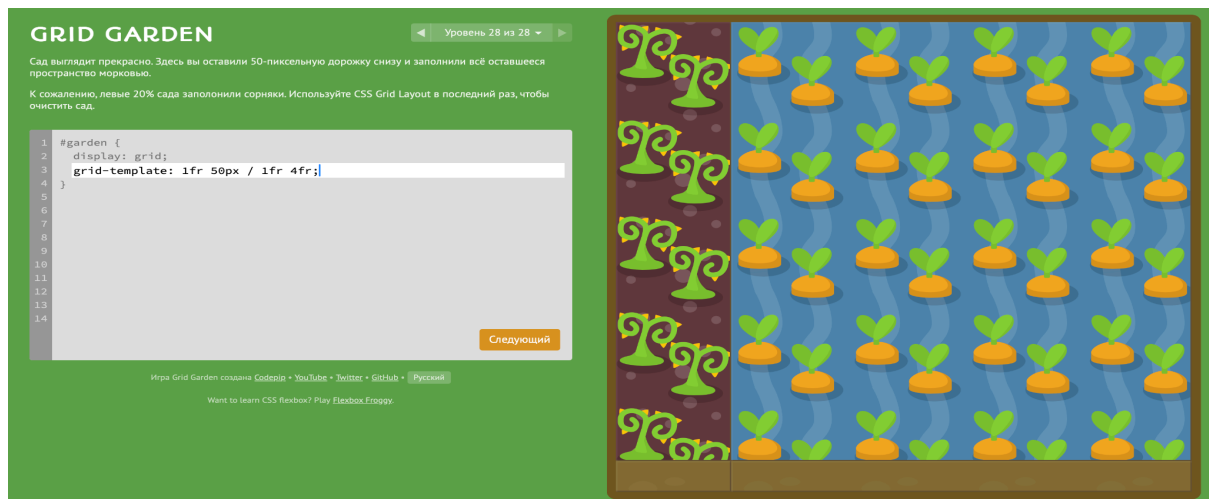 GRID GARDEN
◀ Уровень 28 из 28 ▾ ▶
Сад выглядит прекрасно. Здесь вы оставили 50-пиксельную дорожку снизу и заполнили всё оставшееся
пространство морковью.
К сожалению, левые 20% сада заполонили сорняки. Используйте CSS Grid Layout в последний раз, чтобы
очистить сад.
1 #garden {
2 display: grid;
3 grid-template: 1fr 50px / 1fr 4fr;
4 }
5
6
7
8
9
10
11
12
13
14
Следующий
Игра Grid Garden создана Codepip • YouTube • Twitter • GitHub • Русский
Want to learn CSS flexbox? Play Flexbox Froggy.